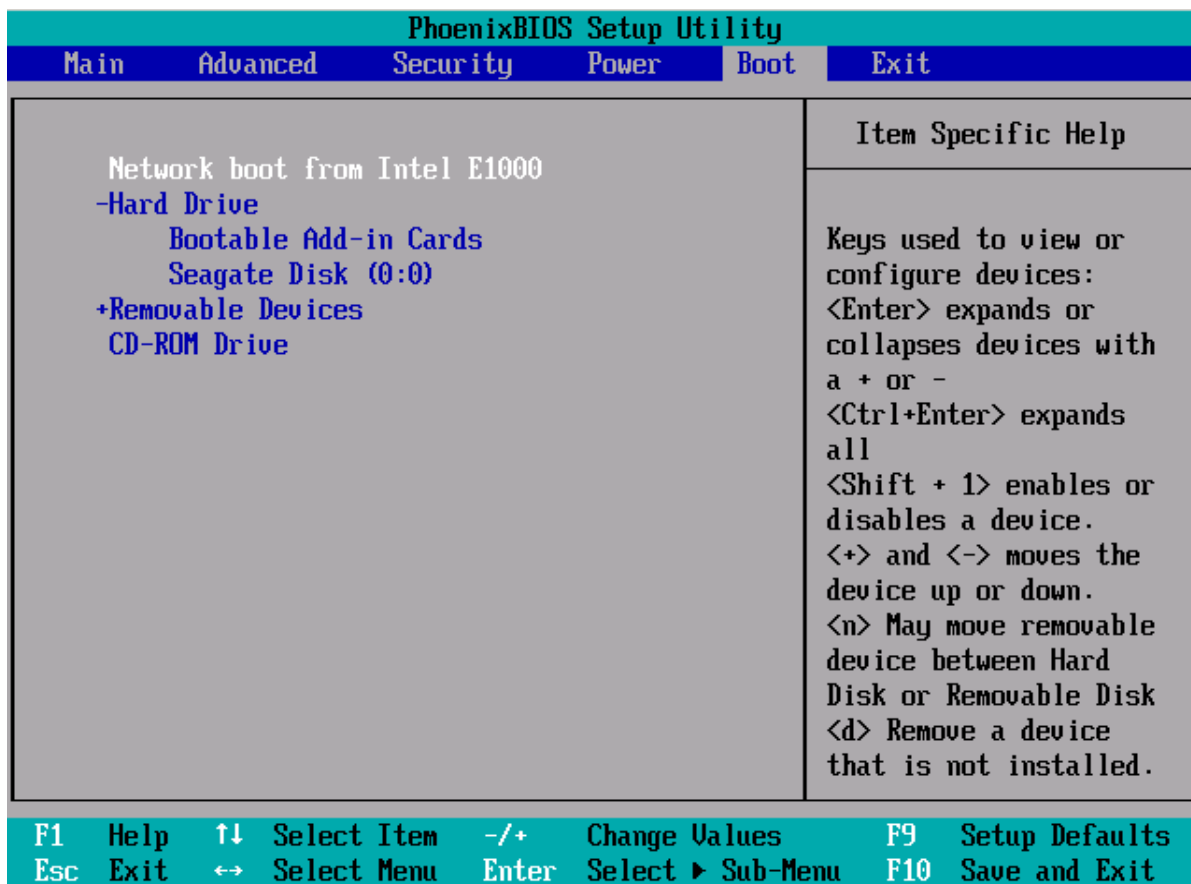 PhoenixBIOS Setup Utility
Main Advanced Security Power Boot Exit
Network boot from Intel E1000
-Hard Drive
Bootable Add-in Cards
Seagate Disk (0:0)
+Removable Devices
CD-ROM Drive
Item Specific Help
Keys used to view or
configure devices:
<Enter> expands or
collapses devices with
a + or -
<Ctrl+Enter> expands
all
<Shift + 1> enables or
disables a device.
<+> and <-> moves the
device up or down.
<n> May move removable
device between Hard
Disk or Removable Disk
<d> Remove a device
that is not installed.
F1 Help ↑↓ Select Item -/+ Change Values F9 Setup Defaults
Esc Exit ↔ Select Menu Enter Select ▶ Sub-Menu F10 Save and Exit